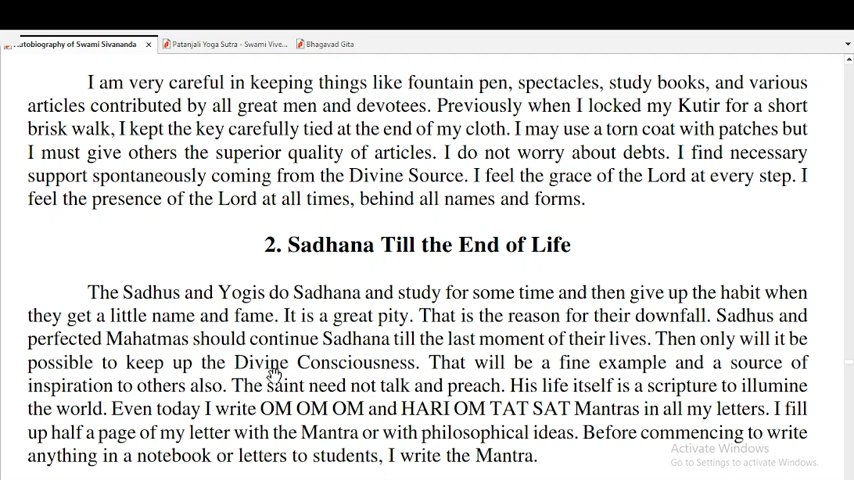 utobiography of Swami Sivananda
Patanjali Yoga Sutra - Swami Vive...
Bhagavad Gita
I am very careful in keeping things like fountain pen, spectacles, study books, and various
articles contributed by all great men and devotees. Previously when I locked my Kutir for a short
brisk walk, I kept the key carefully tied at the end of my cloth. I may use a torn coat with patches but
I must give others the superior quality of articles. I do not worry about debts. I find necessary
support spontaneously coming from the Divine Source. I feel the grace of the Lord at every step. I
feel the presence of the Lord at all times, behind all names and forms.
2. Sadhana Till the End of Life
The Sadhus and Yogis do Sadhana and study for some time and then give up the habit when
they get a little name and fame. It is a great pity. That is the reason for their downfall. Sadhus and
perfected Mahatmas should continue Sadhana till the last moment of their lives. Then only will it be
possible to keep up the Divine Consciousness. That will be a fine example and a source of
inspiration to others also. The saint need not talk and preach. His life itself is a scripture to illumine
the world. Even today I write OM OM OM and HARI OM TAT SAT Mantras in all my letters. I fill
up half a page of my letter with the Mantra or with philosophical ideas. Before commencing to write
anything in a notebook or letters to students, I write the Mantra.
Activate Windows
Go to Settings to activate Windows.